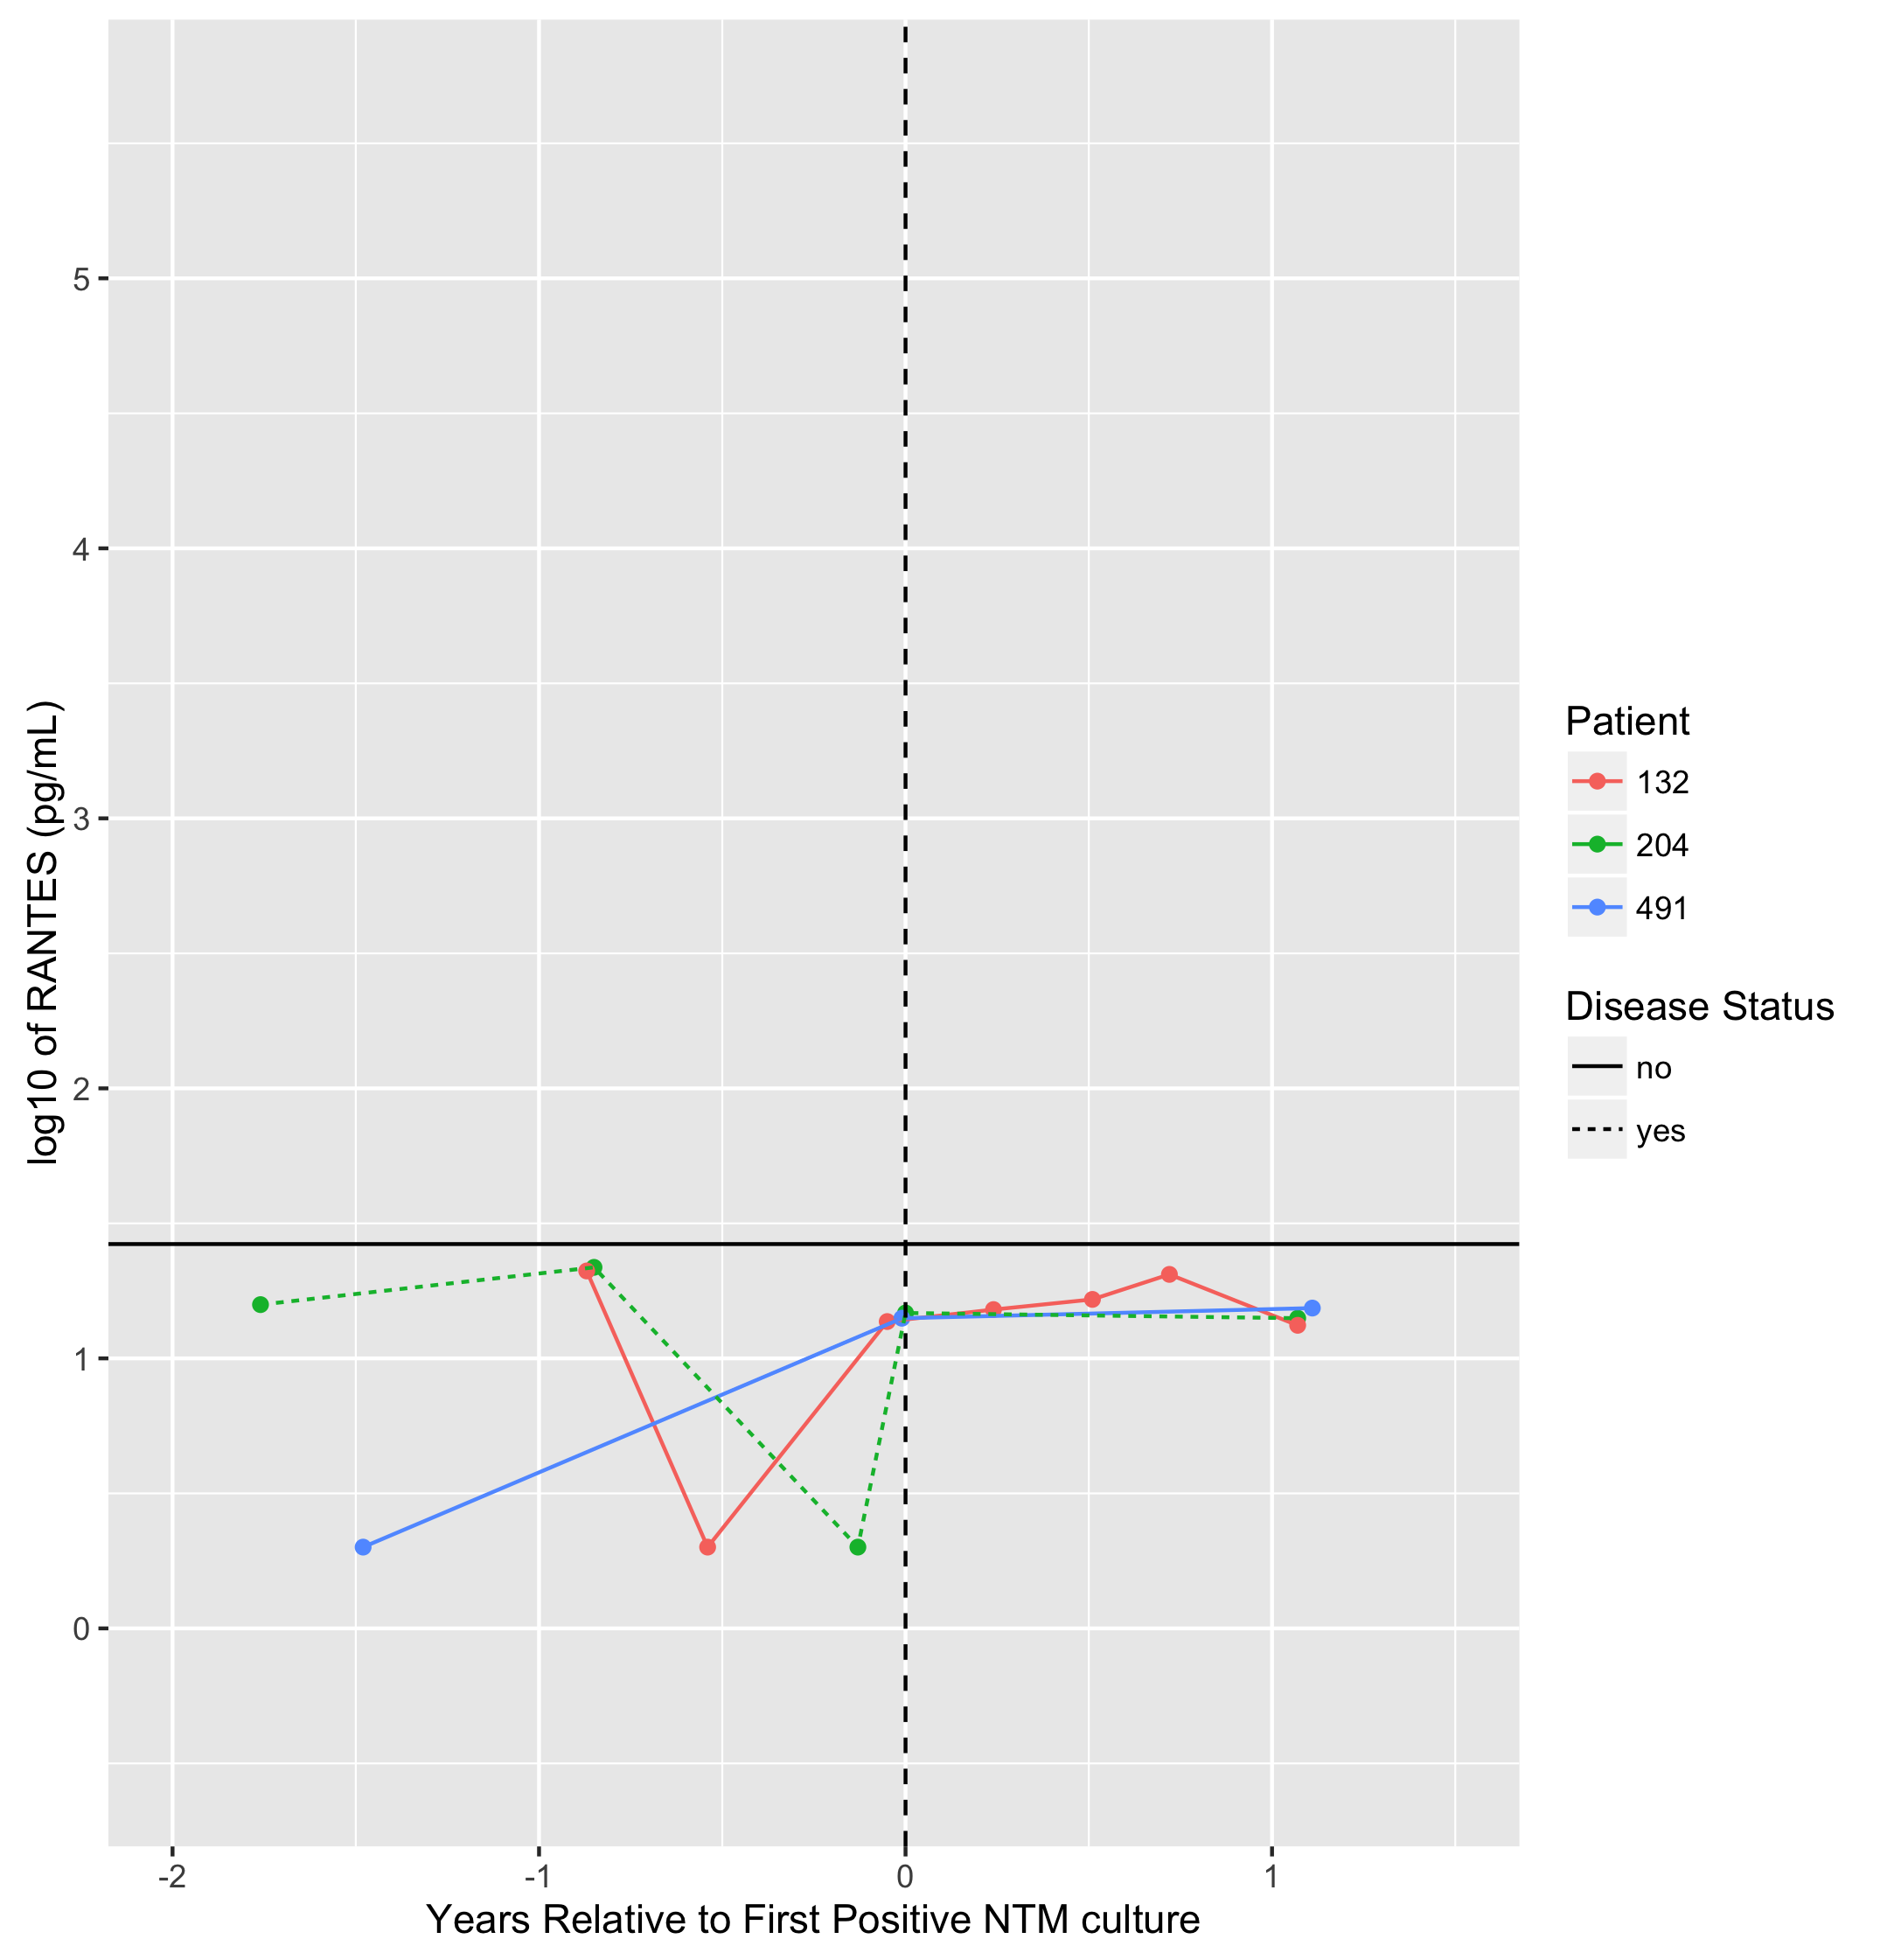 log10 of RANTES (pg/mL)
5
4
3
2
1
0
-2
-1
0
1
Years Relative to First Positive NTM culture
Patient
132
204
491
Disease Status
no
yes